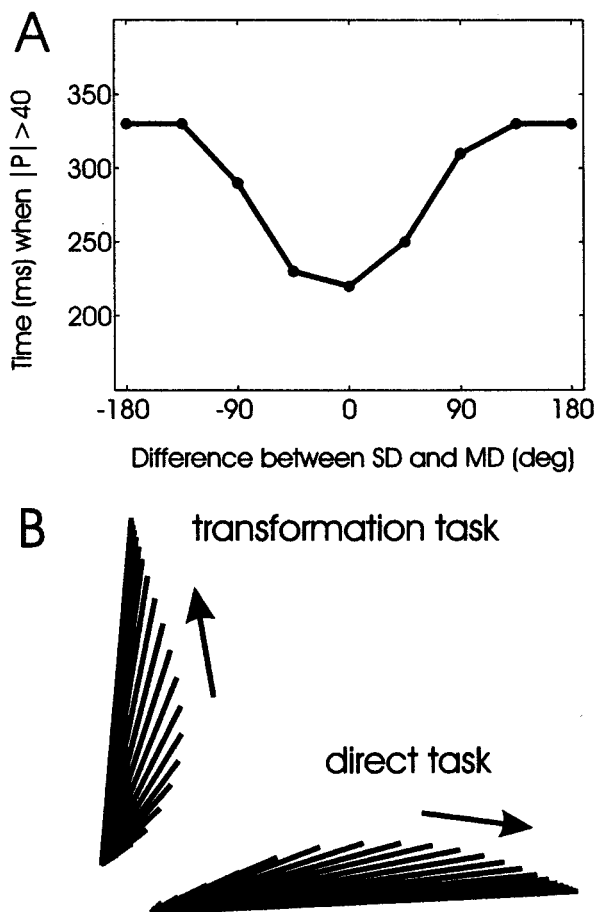 A
Time (ms) when |P| >40
350
300
250
200
-180 -90 0 90 180
Difference between SD and MD (deg)
B
transformation task
direct task